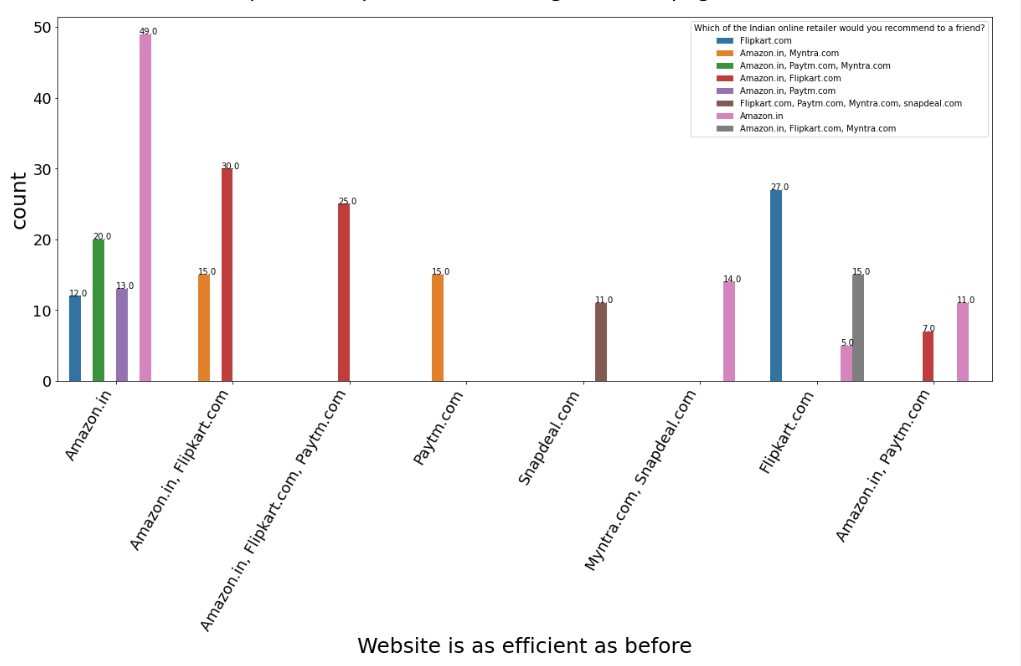 Which of the Indian online retailer would you recommend to a friend?
Flipkart.com
Amazon.in, Myntra.com
Amazon.in, Paytm.com, Myntra.com
Amazon.in, Flipkart.com
Amazon.in, Paytm.com
Flipkart.com, Paytm.com, Myntra.com, snapdeal.com
Amazon.in
Amazon.in, Flipkart.com, Myntra.com
count
50
40
30
20
10
0
12.0
20.0
13.0
49.0
15.0
30.0
25.0
15.0
11.0
14.0
27.0
5.0
15.0
7.0
11.0
Amazon.in
Amazon.in, Flipkart.com
Amazon.in, Flipkart.com, Paytm.com
Paytm.com
Snapdeal.com
Myntra.com, Snapdeal.com
Flipkart.com
Amazon.in, Paytm.com
Website is as efficient as before